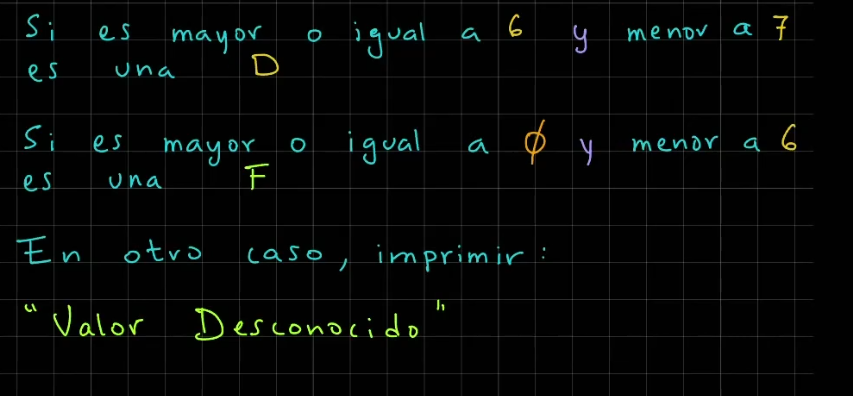 Si es mayor o igual a 6 y menor a 7
es una D
Si es mayor o igual a 0 y menor a 6
es una F
En otro caso, imprimir:
"Valor Desconocido"